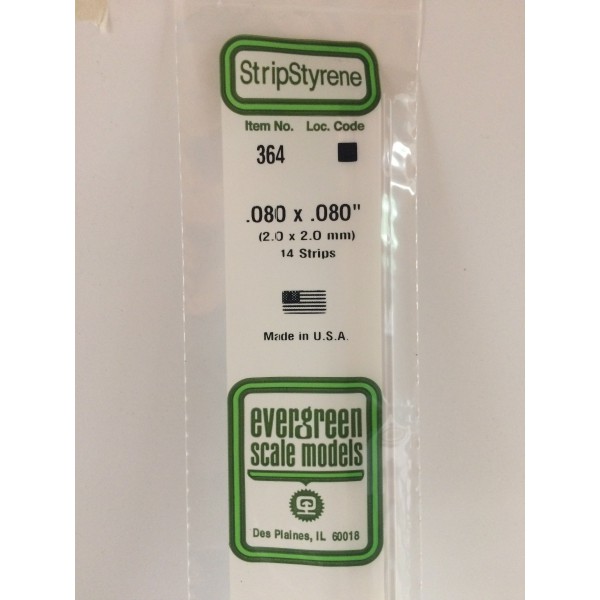 StripStyrene
Item No. Loc. Code
364
.080 x .080"
(2.0 x 2.0 mm)
14 Strips
Made in U.S.A.
evergreen
scale models
Des Plaines, IL 60018